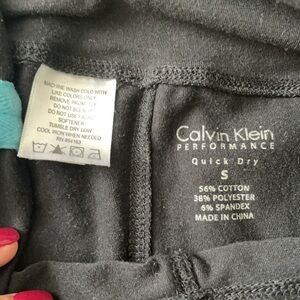 MACHINE WASH COLD WITH
LIKE COLORS ONLY
REMOVE PROMPTLY
DO NOT BLEACH
DO NOT USE FABRIC
SOFTENER
TUMBLE DRY LOW
COOL IRON WHEN NEEDED
RN #54163
Calvin Klein
PERFORMANCE
Quick Dry
S
56% COTTON
38% POLYESTER
6% SPANDEX
MADE IN CHINA